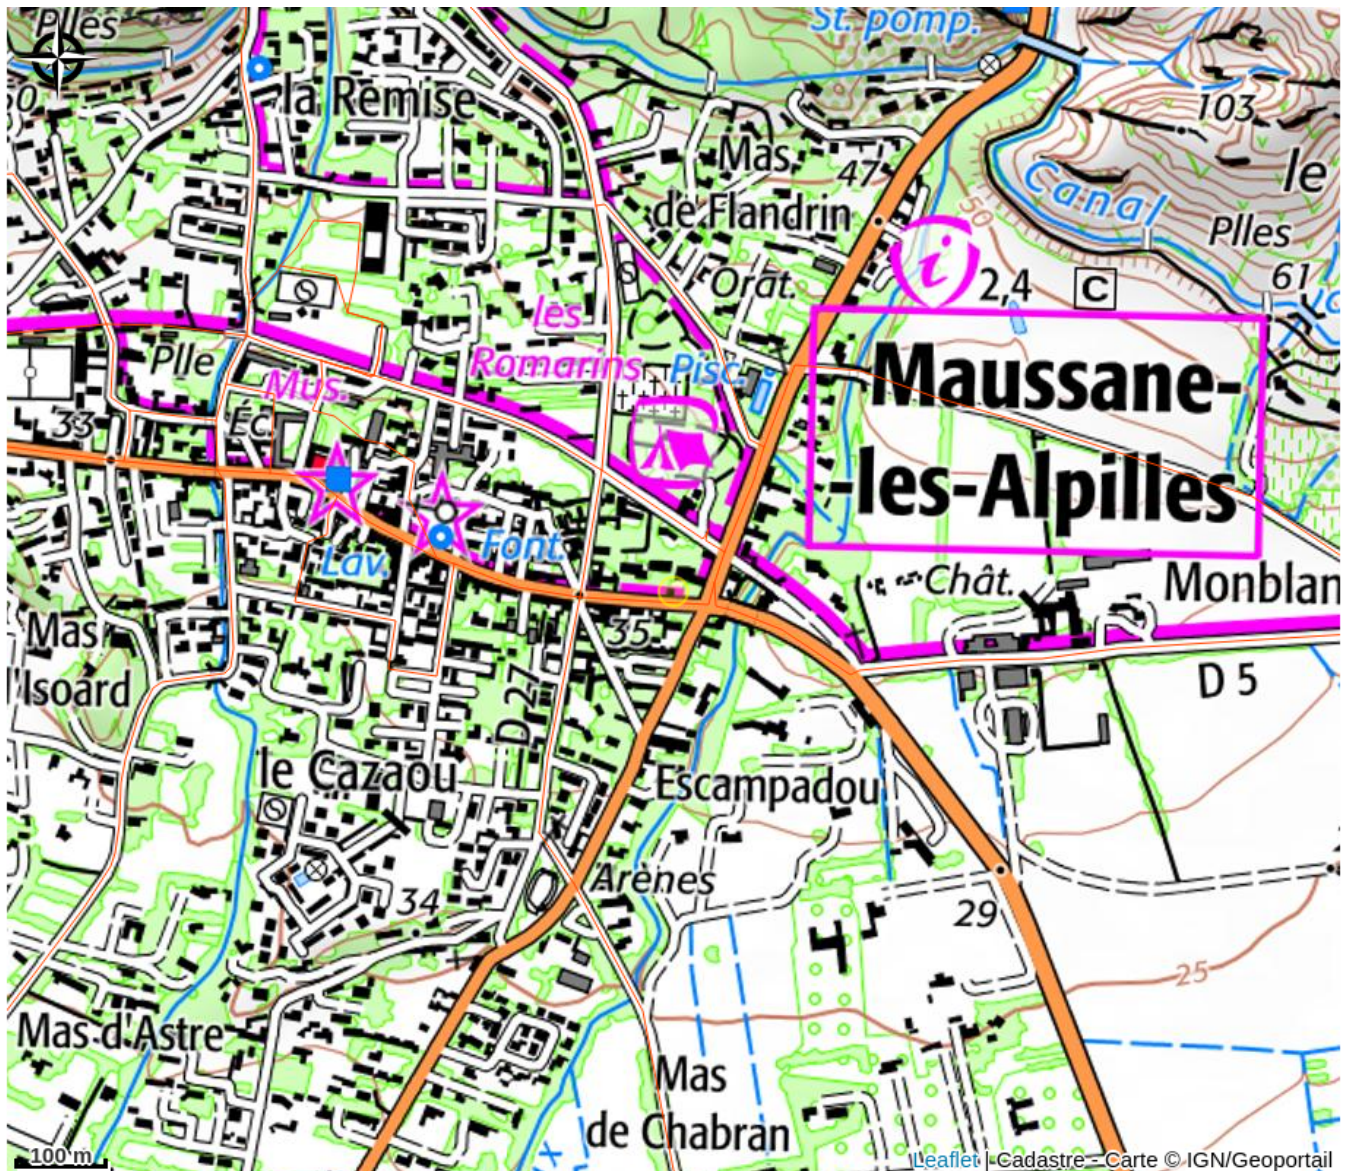 Plles
St. pomp.
la Remise
103
Mas
de Flandrin
47
le
Canal
50
Plles
Orat.
2,4
C
61
les
Romarins
Pisc.
Plle
Mus.
Maussane-
-les-Alpilles
33
Éc.
Font.
Lav.
Chât.
Monblan
35
Mas
l'Isoard
D 5
D 27
le Cazaou
Escampadou
Arènes
34
29
25
Mas d'Astre
Mas
de Chabran
100 m
Leaflet | Cadastre - Carte © IGN/Geoportail